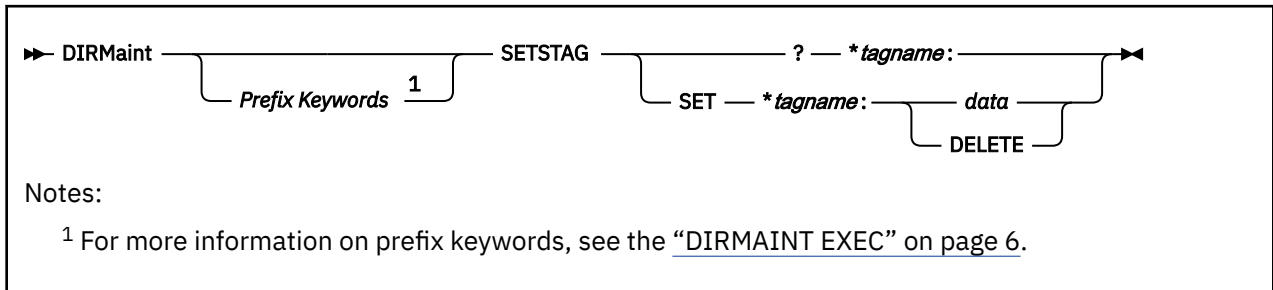 DIRMaint Prefix Keywords 1 SETSTAG ? *tagname:
SET *tagname: data
DELETE
Notes:
1 For more information on prefix keywords, see the “DIRMAINT EXEC” on page 6.